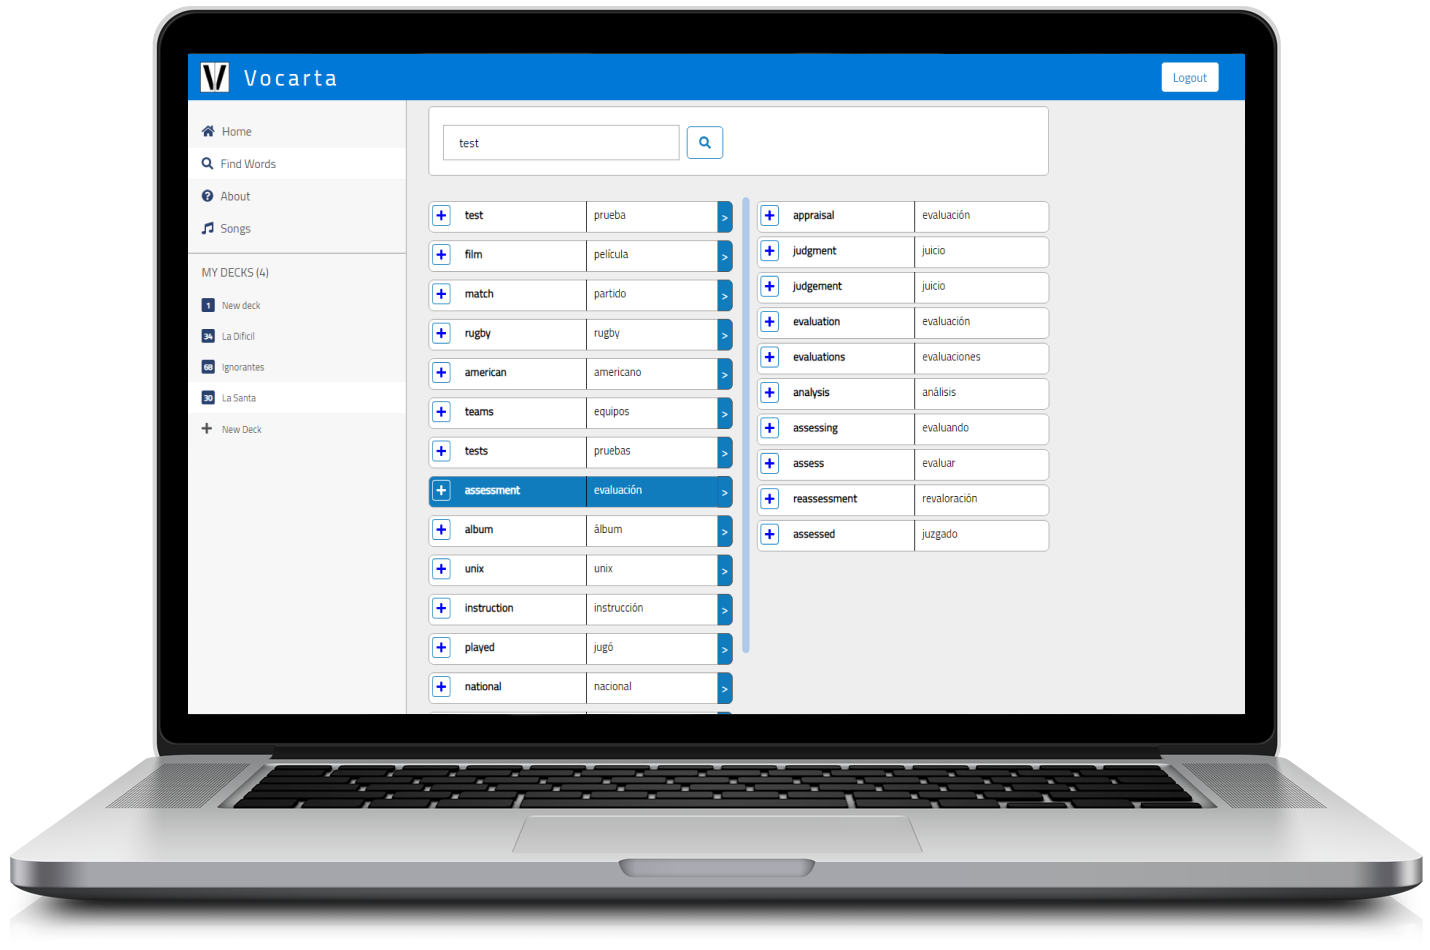 V Vocarta
Logout
Home
Find Words
About
Songs
MY DECKS (4)
1 New deck
34 La Dificil
68 Ignorantes
30 La Santa
+ New Deck
test
+ test prueba >
+ film película >
+ match partido >
+ rugby rugby >
+ american americano >
+ teams equipos >
+ tests pruebas >
+ assessment evaluación >
+ album álbum >
+ unix unix >
+ instruction instrucción >
+ played jugó >
+ national nacional >
+ appraisal evaluación
+ judgment juicio
+ judgement juicio
+ evaluation evaluación
+ evaluations evaluaciones
+ analysis análisis
+ assessing evaluando
+ assess evaluar
+ reassessment revaloración
+ assessed juzgado